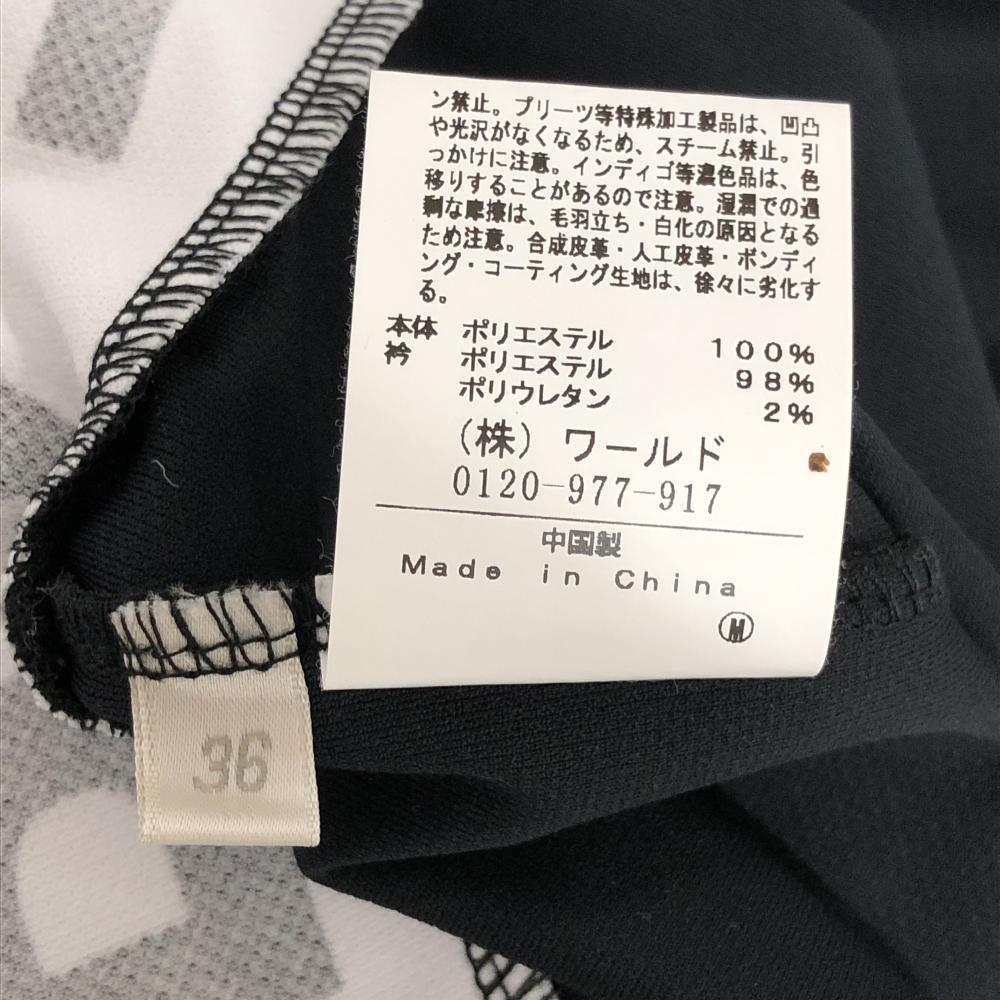 ン禁止。プリーツ等特殊加工製品は、凹凸
や光沢がなくなるため、スチーム禁止。引
っかけに注意。インディゴ等濃色品は、色
移りすることがあるので注意。湿潤での過
剰な摩擦は、毛羽立ち・白化の原因となる
ため注意。合成皮革・人工皮革・ボンディ
ング・コーティング生地は、徐々に劣化す
る。
本体 ポリエステル 100%
衿 ポリエステル 98%
ポリウレタン 2%
(株) ワールド
0120-977-917
中国製
Made in China
M
36